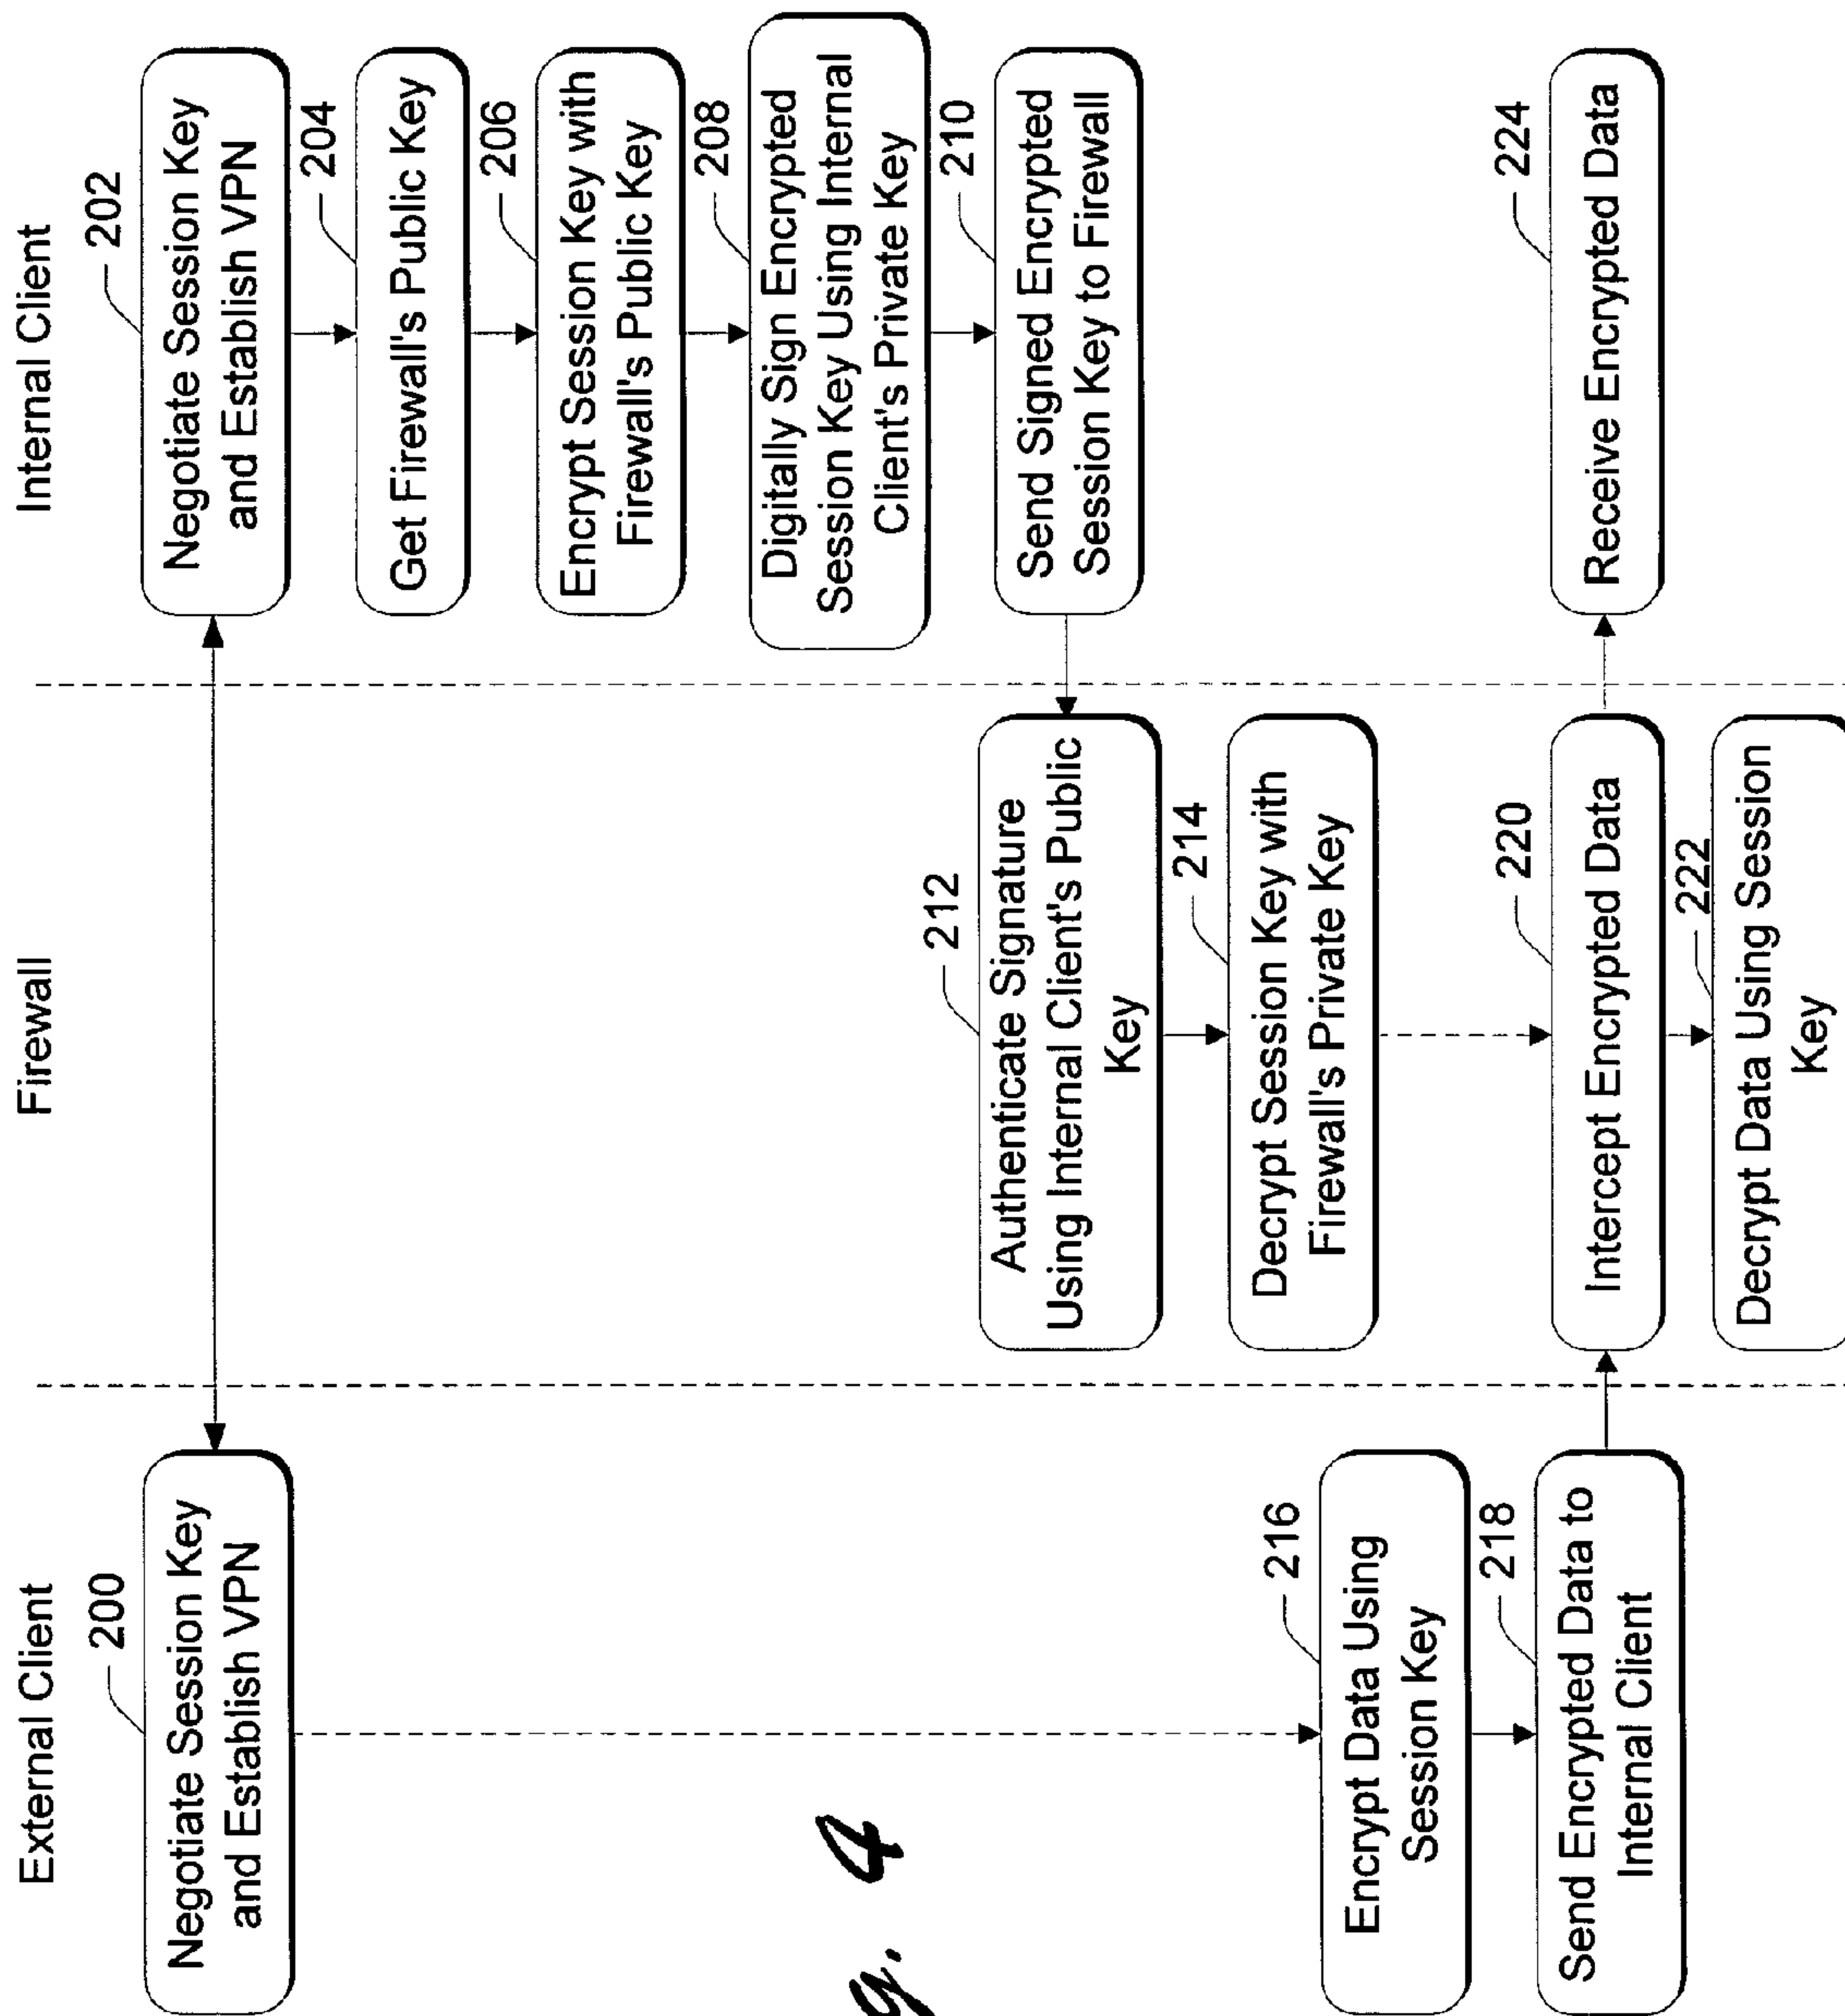 External Client
Firewall
Internal Client
200
Negotiate Session Key
and Establish VPN
202
Negotiate Session Key
and Establish VPN
204
Get Firewall's Public Key
206
Encrypt Session Key with
Firewall's Public Key
208
Digitally Sign Encrypted
Session Key Using Internal
Client's Private Key
210
Send Signed Encrypted
Session Key to Firewall
212
Authenticate Signature
Using Internal Client's Public
Key
214
Decrypt Session Key with
Firewall's Private Key
216
Encrypt Data Using
Session Key
218
Send Encrypted Data to
Internal Client
220
Intercept Encrypted Data
222
Decrypt Data Using Session
Key
224
Receive Encrypted Data
g. 4